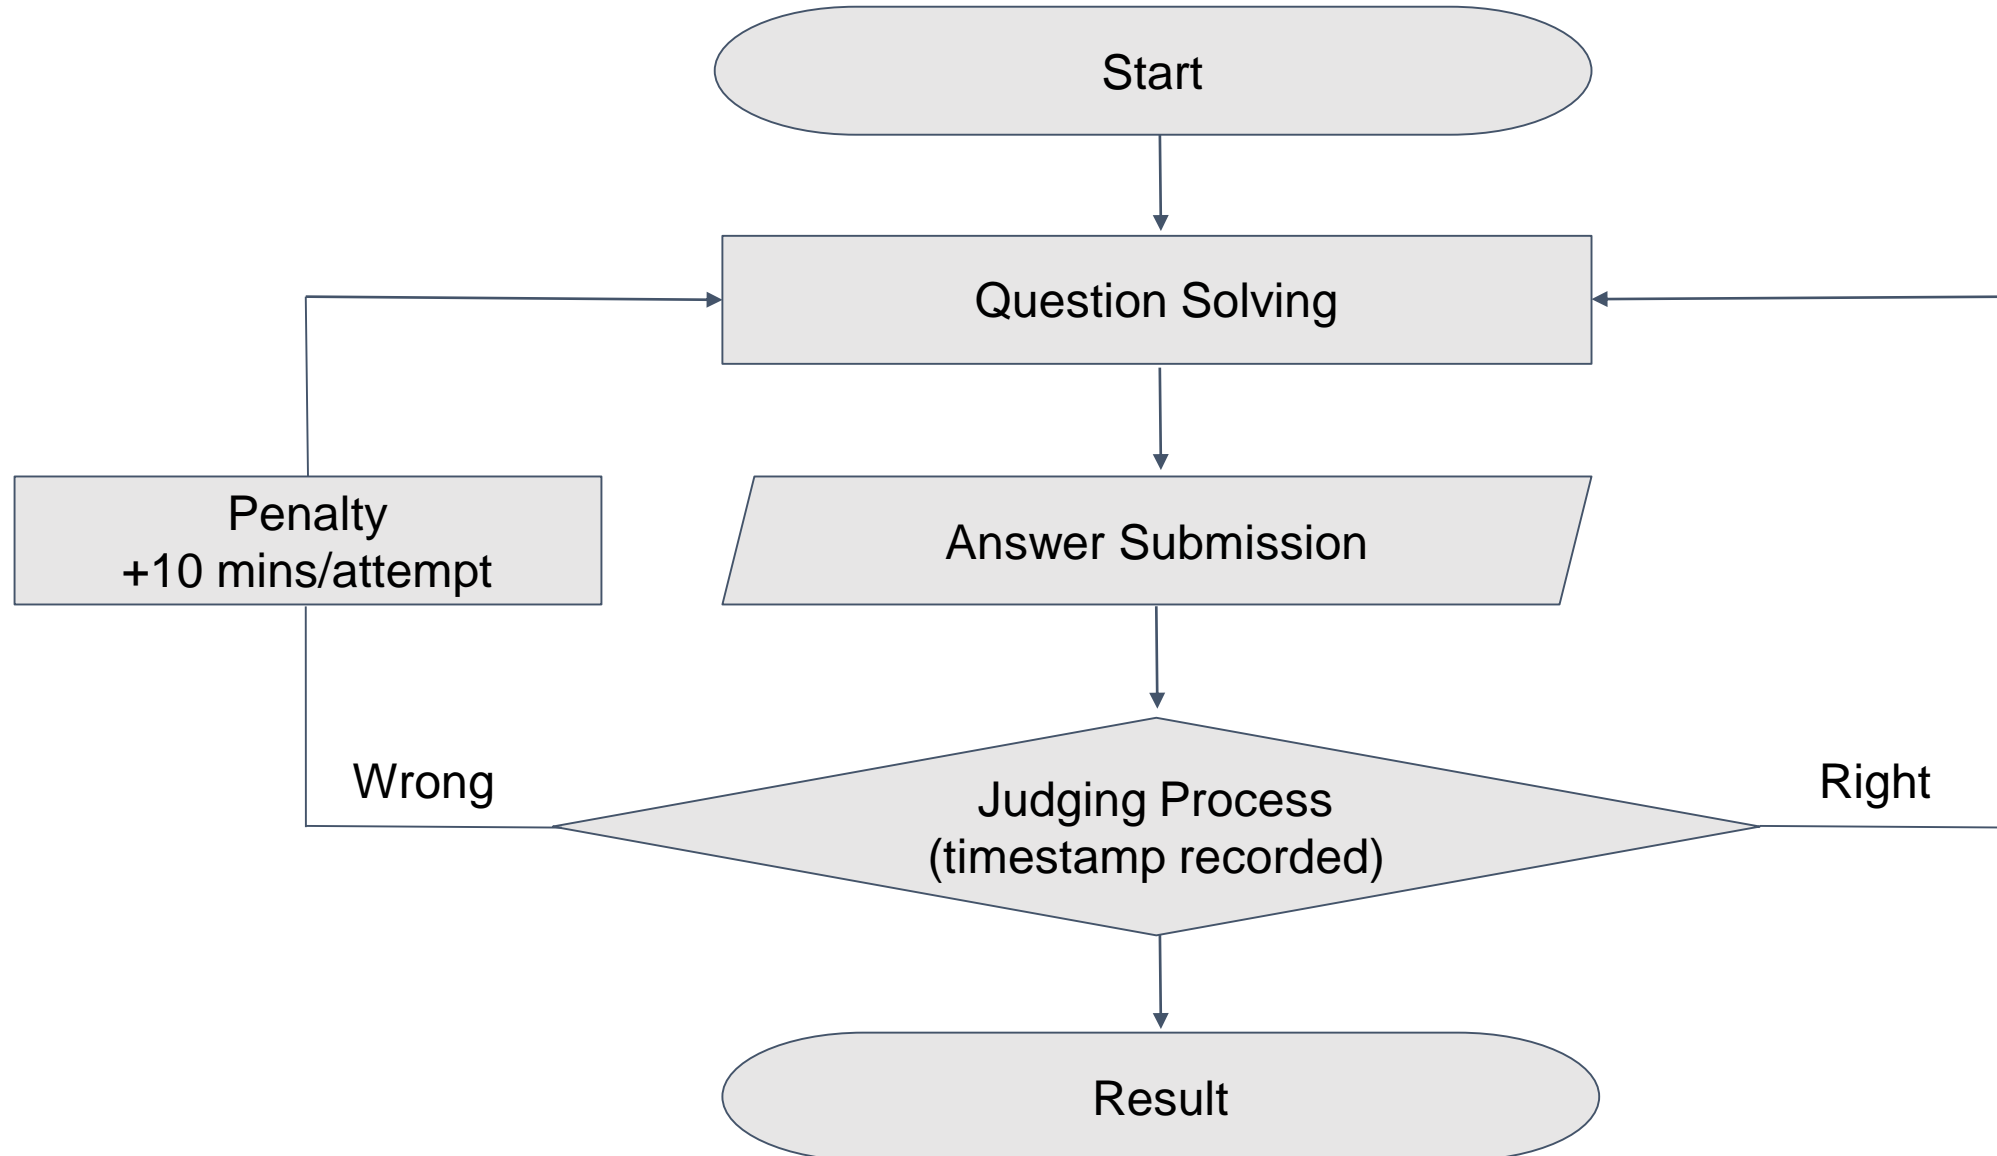 Start
Question Solving
Penalty
+10 mins/attempt
Answer Submission
Wrong
Judging Process
(timestamp recorded)
Right
Result